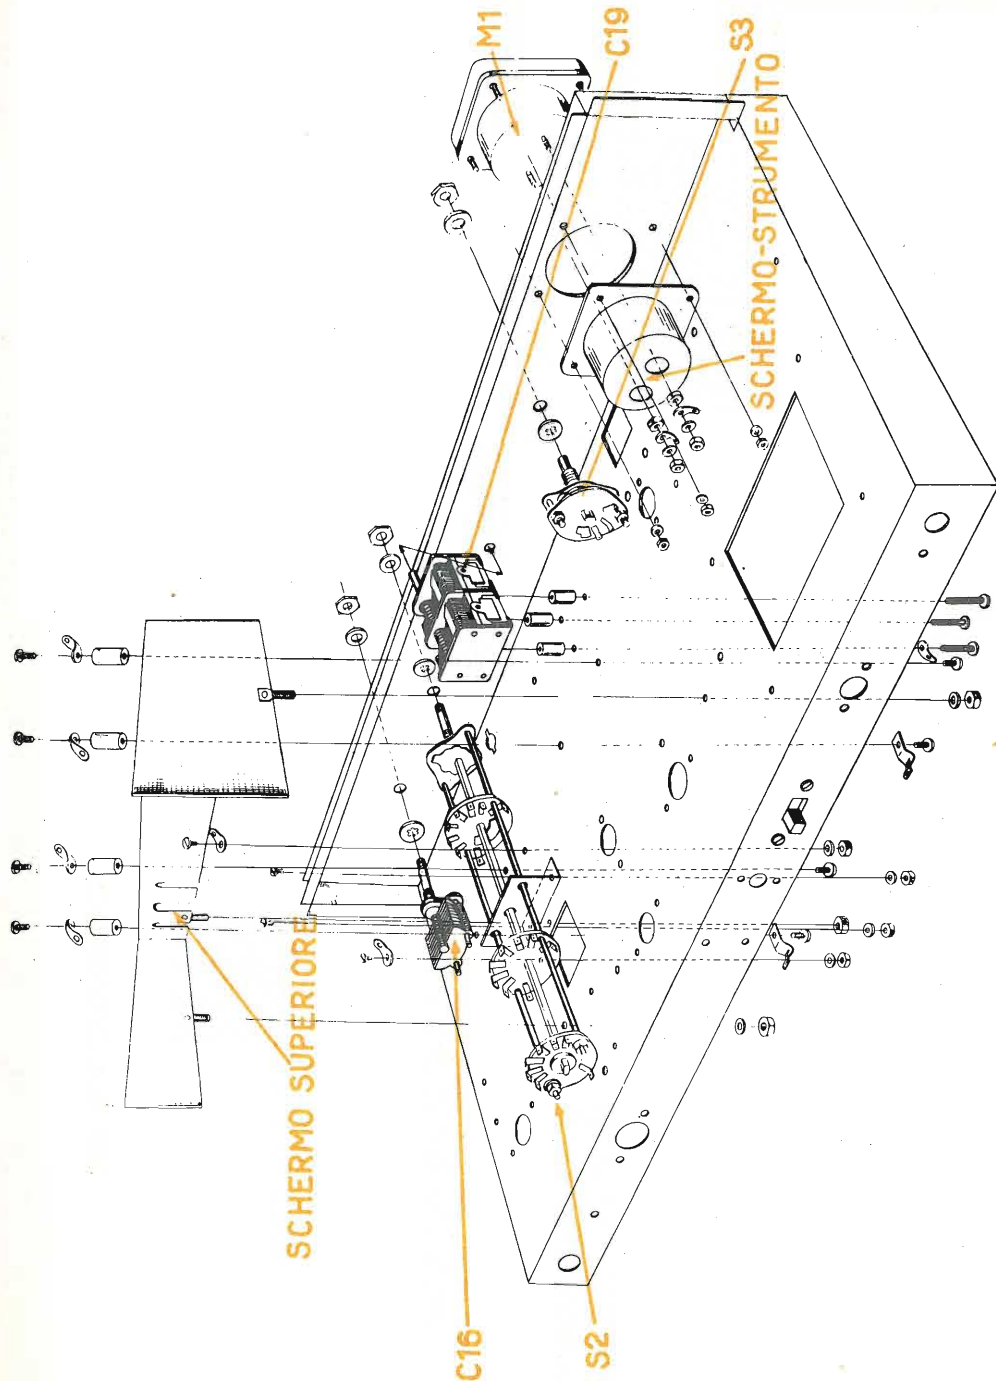 M1
C19
S3
SCHERMO-STRUMENTO
SCHERMO SUPERIORE
C16
S2